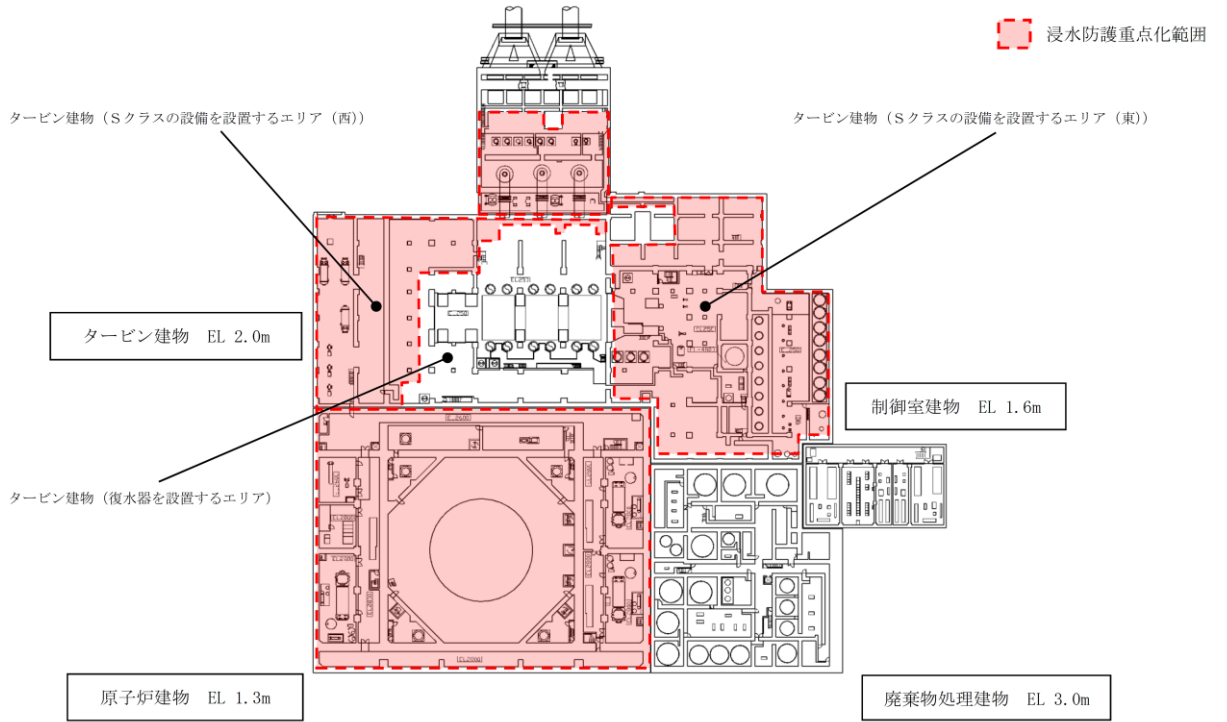 浸水防護重点化範囲
タービン建物（Ｓクラスの設備を設置するエリア（西））
タービン建物（Ｓクラスの設備を設置するエリア（東））
タービン建物　EL 2.0m
制御室建物　EL 1.6m
タービン建物（復水器を設置するエリア）
原子炉建物　EL 1.3m
廃棄物処理建物　EL 3.0m